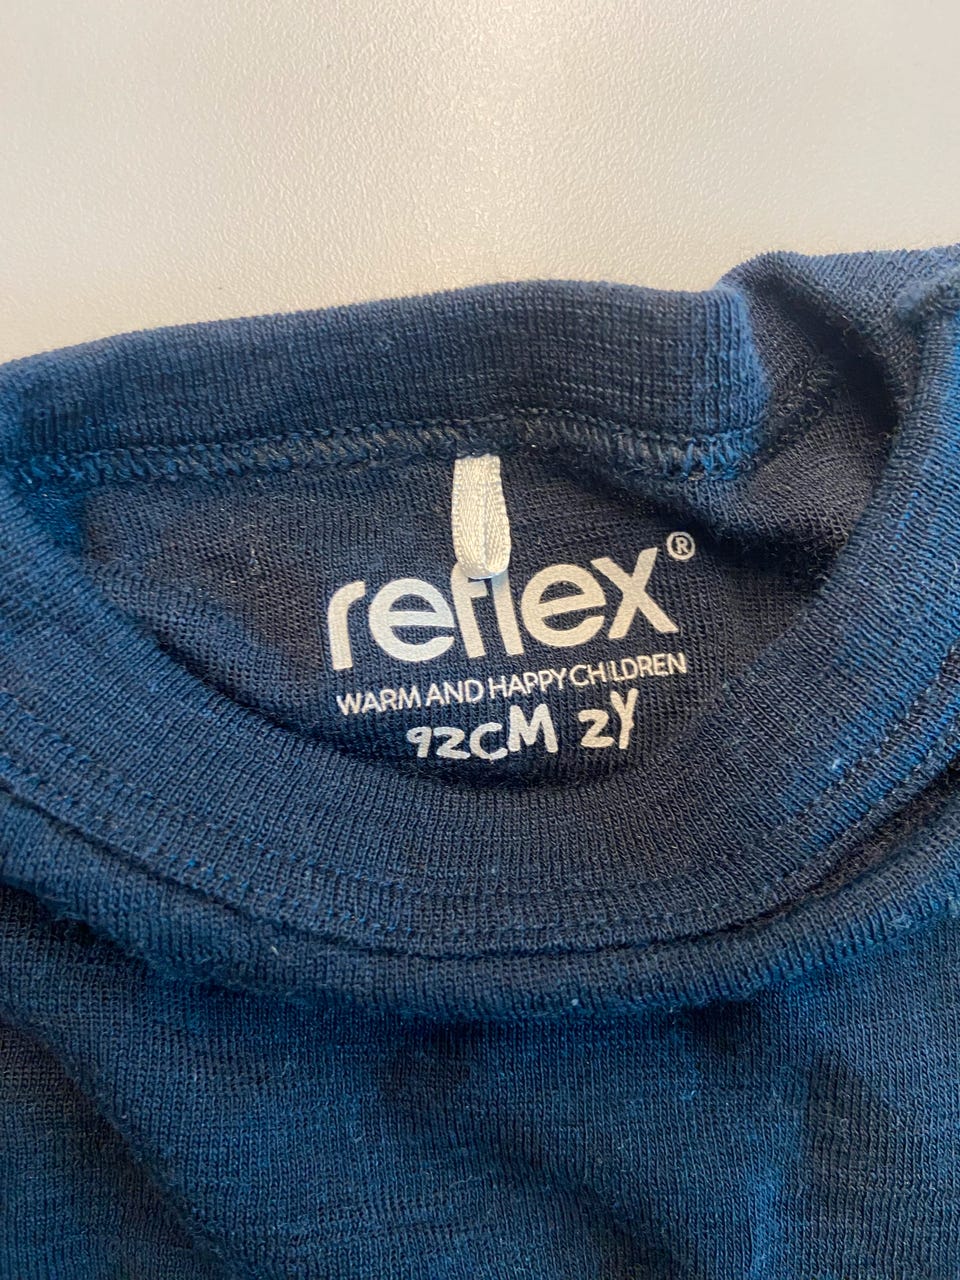 reflex®
WARM AND HAPPY CHILDREN
92CM 2Y